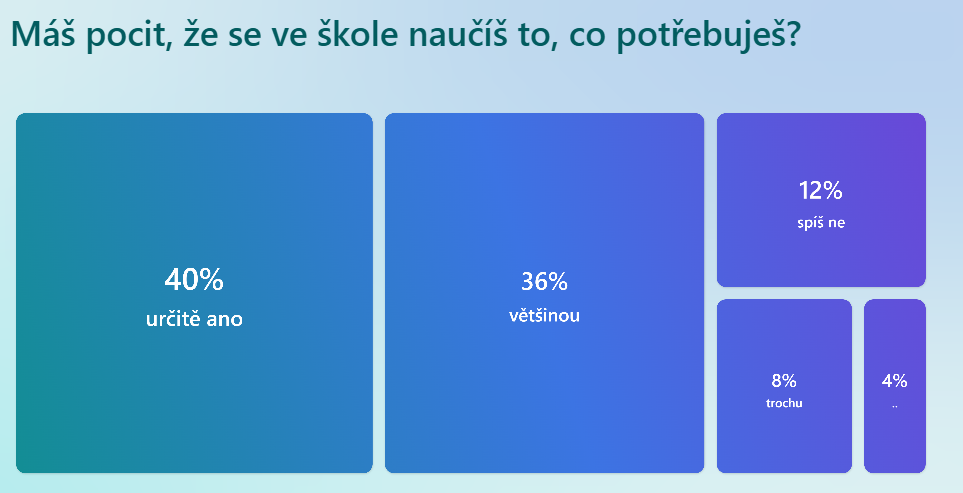 Máš pocit, že se ve škole naučíš to, co potřebuješ?
40%
určitě ano
36%
většinou
12%
spíš ne
8%
trochu
4%
..